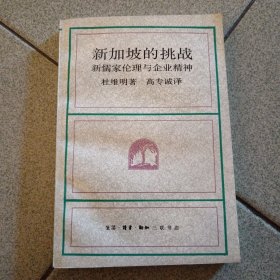 新加坡的挑战
新儒家伦理与企业精神
杜维明著 高专诚译
生活·读书·新知三联书店